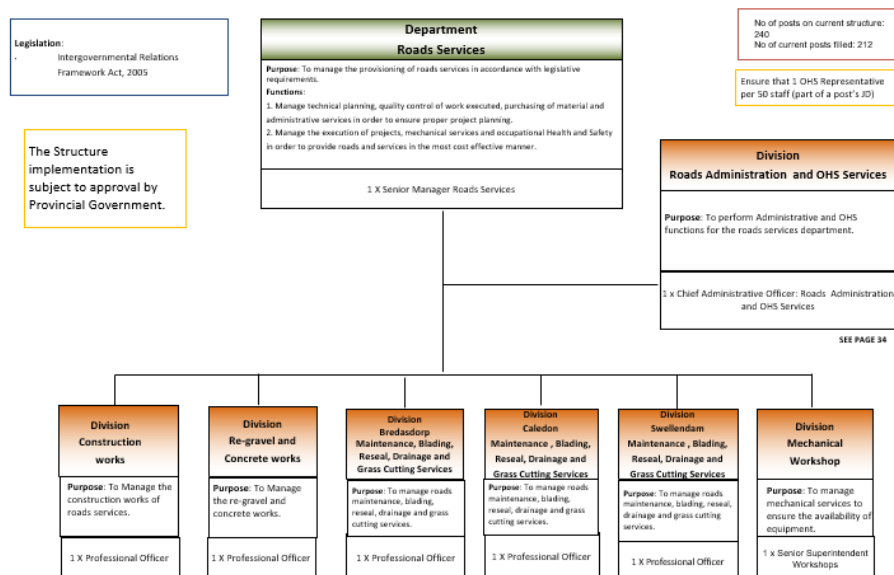 Legislation:
· Intergovernmental Relations
Framework Act, 2005
The Structure
implementation is
subject to approval by
Provincial Government.
Department
Roads Services
Purpose: To manage the provisioning of roads services in accordance with legislative
requirements.
Functions:
1. Manage technical planning, quality control of work executed, purchasing of material and
administrative services in order to ensure proper project planning.
2. Manage the execution of projects, mechanical services and occupational Health and Safety
in order to provide roads and services in the most cost effective manner.
1 X Senior Manager Roads Services
No of posts on current structure:
240
No of current posts filled: 212
Ensure that 1 OHS Representative
per 50 staff (part of a post's JD)
Division
Roads Administration and OHS Services
Purpose: To perform Administrative and OHS
functions for the roads services department.
1 x Chief Administrative Officer: Roads Administration
and OHS Services
SEE PAGE 34
Division
Construction
works
Purpose: To Manage the
construction works of
roads services.
1 X Professional Officer
Division
Re-gravel and
Concrete works
Purpose: To Manage
the re-gravel and
concrete works.
1 X Professional Officer
Division
Bredasdorp
Maintenance, Blading,
Reseal, Drainage and
Grass Cutting Services
Purpose: To manage roads
maintenance, blading,
reseal, drainage and grass
cutting services.
1 X Professional Officer
Division
Caledon
Maintenance , Blading,
Reseal, Drainage and
Grass Cutting Services
Purpose: To manage roads
maintenance, blading,
reseal, drainage and grass
cutting services.
1 X Professional Officer
Division
Swellendam
Maintenance , Blading,
Reseal, Drainage and
Grass Cutting Services
Purpose: To manage roads
maintenance, blading, reseal,
drainage and grass cutting
services.
1 X Professional Officer
Division
Mechanical
Workshop
Purpose: To manage
mechanical services to
ensure the availability of
equipment.
1 x Senior Superintendent
Workshops